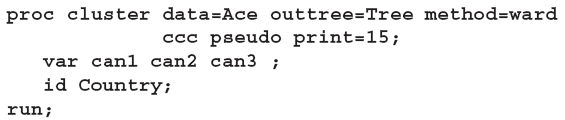 proc cluster data=Ace outtree=Tree method=ward
ccc pseudo print=15;
var can1 can2 can3 ;
id Country;
run;